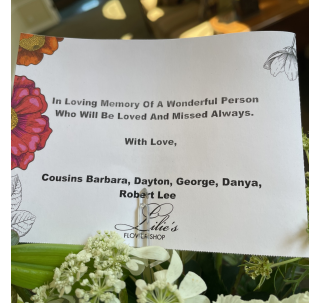 In Loving Memory Of A Wonderful Person
Who Will Be Loved And Missed Always.
With Love,
Cousins Barbara, Dayton, George, Danya,
Robert Lee
Lilie's
FLOWER SHOP